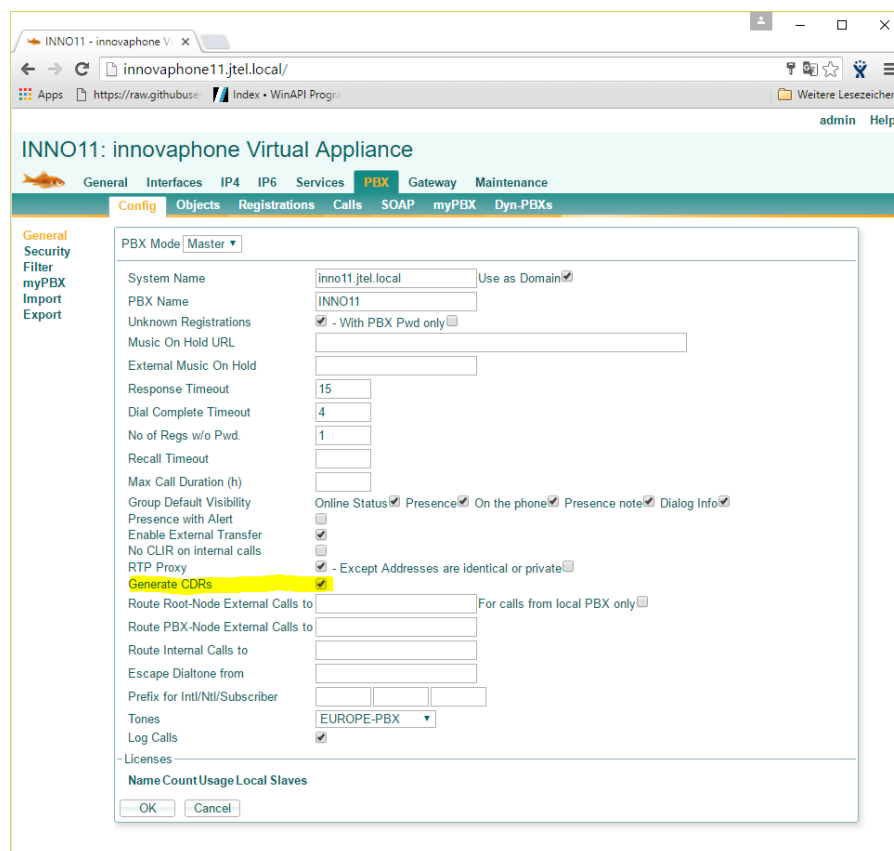 INNO11 - innovaphone Vi
innovaphone11.jtel.local/
Apps https://raw.githubuse Index • WinAPI Progra Weitere Lesezeichen
admin Help
INNO11: innovaphone Virtual Appliance
General Interfaces IP4 IP6 Services PBX Gateway Maintenance
Config Objects Registrations Calls SOAP myPBX Dyn-PBXs
General
Security
Filter
myPBX
Import
Export
PBX Mode Master
System Name inno11.jtel.local Use as Domain
PBX Name INNO11
Unknown Registrations - With PBX Pwd only
Music On Hold URL
External Music On Hold
Response Timeout 15
Dial Complete Timeout 4
No of Regs w/o Pwd. 1
Recall Timeout
Max Call Duration (h)
Group Default Visibility Online Status Presence On the phone Presence note Dialog Info
Presence with Alert
Enable External Transfer
No CLIR on internal calls
RTP Proxy - Except Addresses are identical or private
Generate CDRs
Route Root-Node External Calls to For calls from local PBX only
Route PBX-Node External Calls to
Route Internal Calls to
Escape Dialtone from
Prefix for Intl/Ntl/Subscriber
Tones EUROPE-PBX
Log Calls
Licenses
Name Count Usage Local Slaves
OK Cancel